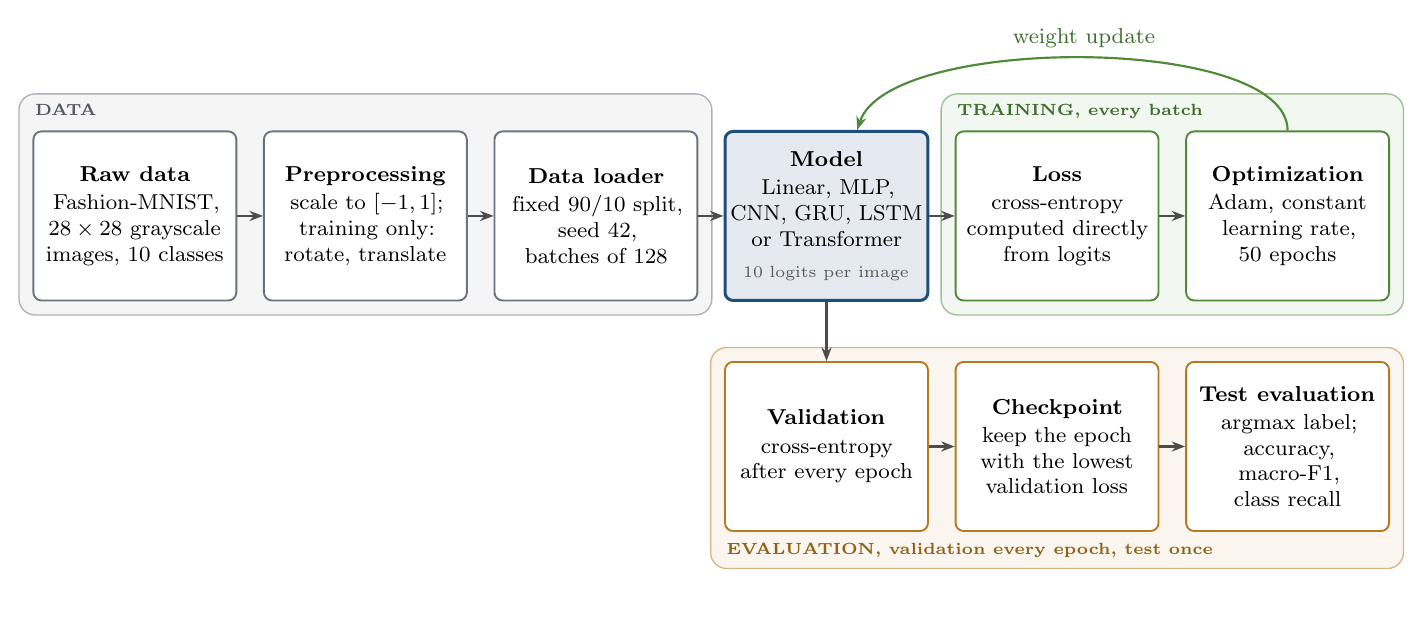 weight update
DATA
TRAINING, every batch
Raw data
Fashion-MNIST,
28 × 28 grayscale
images, 10 classes
Preprocessing
scale to [−1, 1];
training only:
rotate, translate
Data loader
fixed 90/10 split,
seed 42,
batches of 128
Model
Linear, MLP,
CNN, GRU, LSTM
or Transformer
10 logits per image
Loss
cross-entropy
computed directly
from logits
Optimization
Adam, constant
learning rate,
50 epochs
Validation
cross-entropy
after every epoch
Checkpoint
keep the epoch
with the lowest
validation loss
Test evaluation
argmax label;
accuracy,
macro-F1,
class recall
EVALUATION, validation every epoch, test once